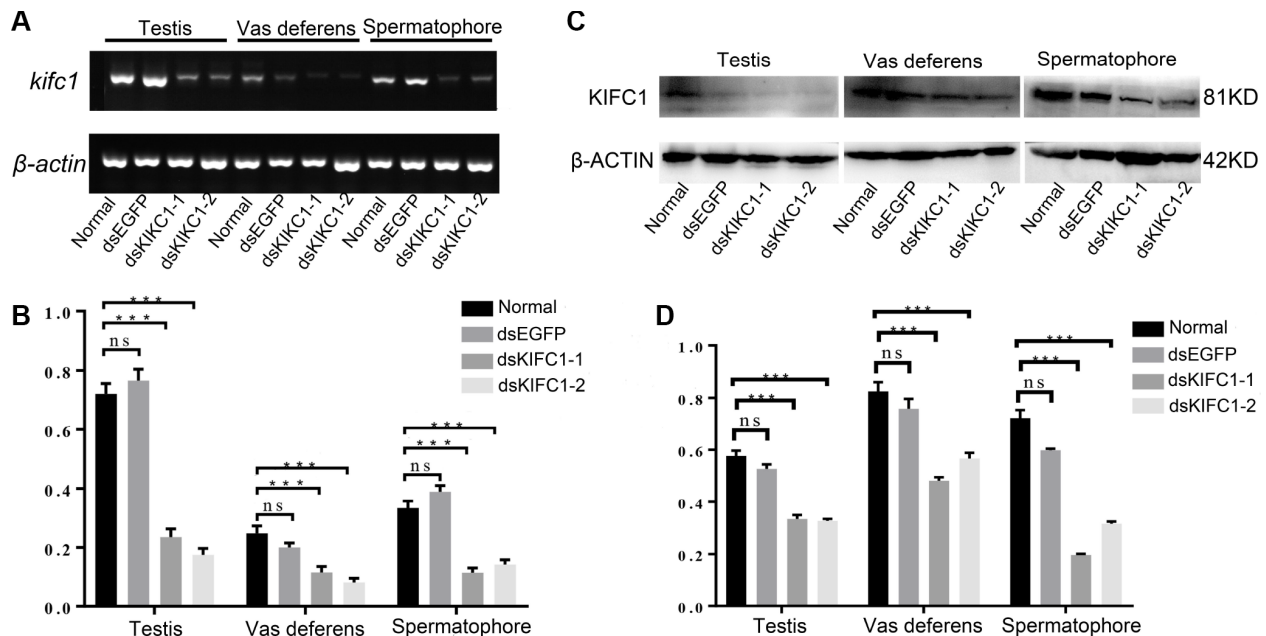 A
Testis Vas deferens Spermatophore
kifc1
β-actin
Normal dsEGFP dsKIKC1-1 dsKIKC1-2 Normal dsEGFP dsKIKC1-1 dsKIKC1-2 Normal dsEGFP dsKIKC1-1 dsKIKC1-2
C
Testis Vas deferens Spermatophore
KIFC1 81KD
β-ACTIN 42KD
Normal dsEGFP dsKIKC1-1 dsKIKC1-2 Normal dsEGFP dsKIKC1-1 dsKIKC1-2 Normal dsEGFP dsKIKC1-1 dsKIKC1-2
B
1.0
0.8
0.6
0.4
0.2
0.0
***
***
ns
***
***
ns
***
***
ns
Normal
dsEGFP
dsKIFC1-1
dsKIFC1-2
Testis Vas deferens Spermatophore
D
1.0
0.8
0.6
0.4
0.2
0.0
***
***
ns
***
***
ns
***
***
ns
Normal
dsEGFP
dsKIFC1-1
dsKIFC1-2
Testis Vas deferens Spermatophore